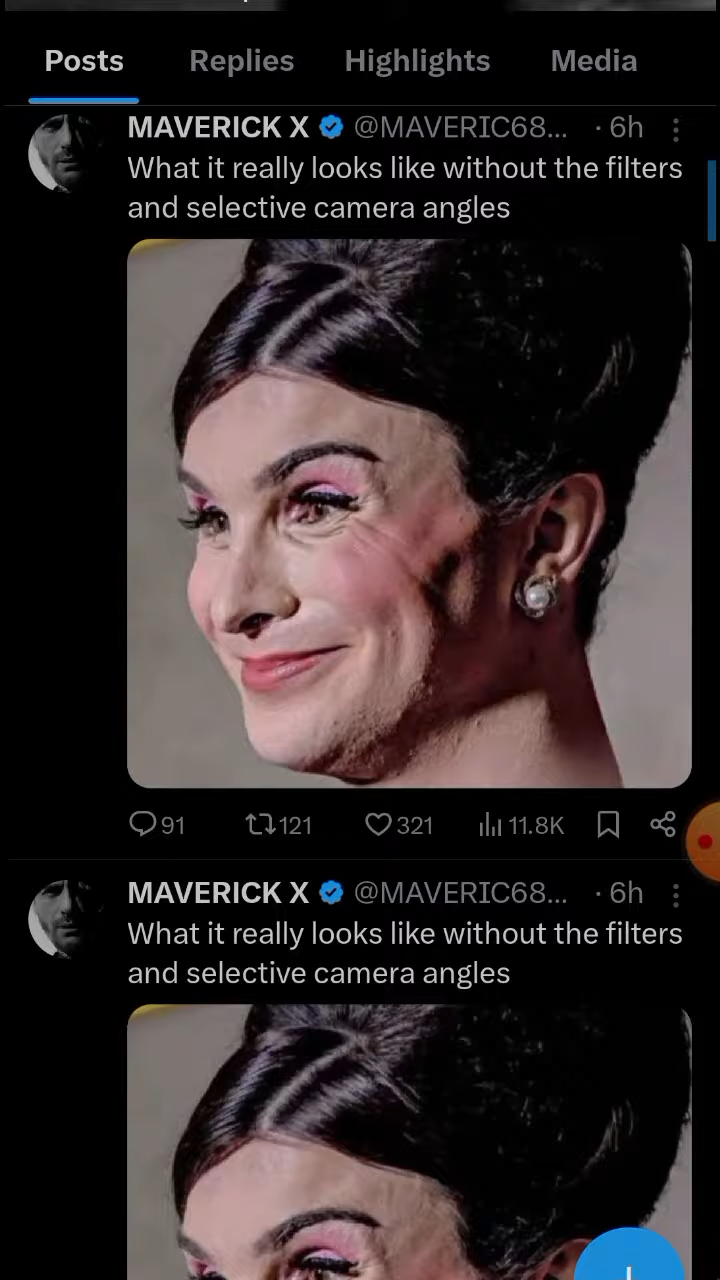 Posts Replies Highlights Media
MAVERICK X @MAVERIC68... · 6h
What it really looks like without the filters
and selective camera angles
91 121 321 11.8K
MAVERICK X @MAVERIC68... · 6h
What it really looks like without the filters
and selective camera angles